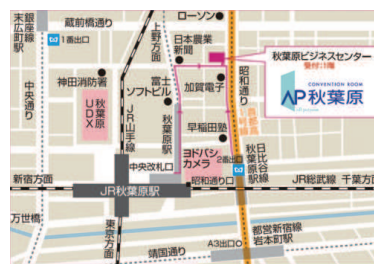 銀座線
末広町駅
蔵前橋通り
1番出口
上野方面
ローソン
日本農業
新聞
秋葉原ビジネスセンター
受付:1階
CONVENTION ROOM
AP秋葉原
中央通り
神田消防署
秋葉原
UDX
JR山手線
富士
ソフトビル
秋葉原駅
加賀電子
昭和通り
早稲田塾
中央改札口
ヨドバシ
カメラ
2番出口
日比谷線
秋葉原駅
新宿方面
JR秋葉原駅
昭和通り口
JR総武線
千葉方面
万世橋
東京方面
靖国通り
A3出口
都営新宿線
岩本町駅